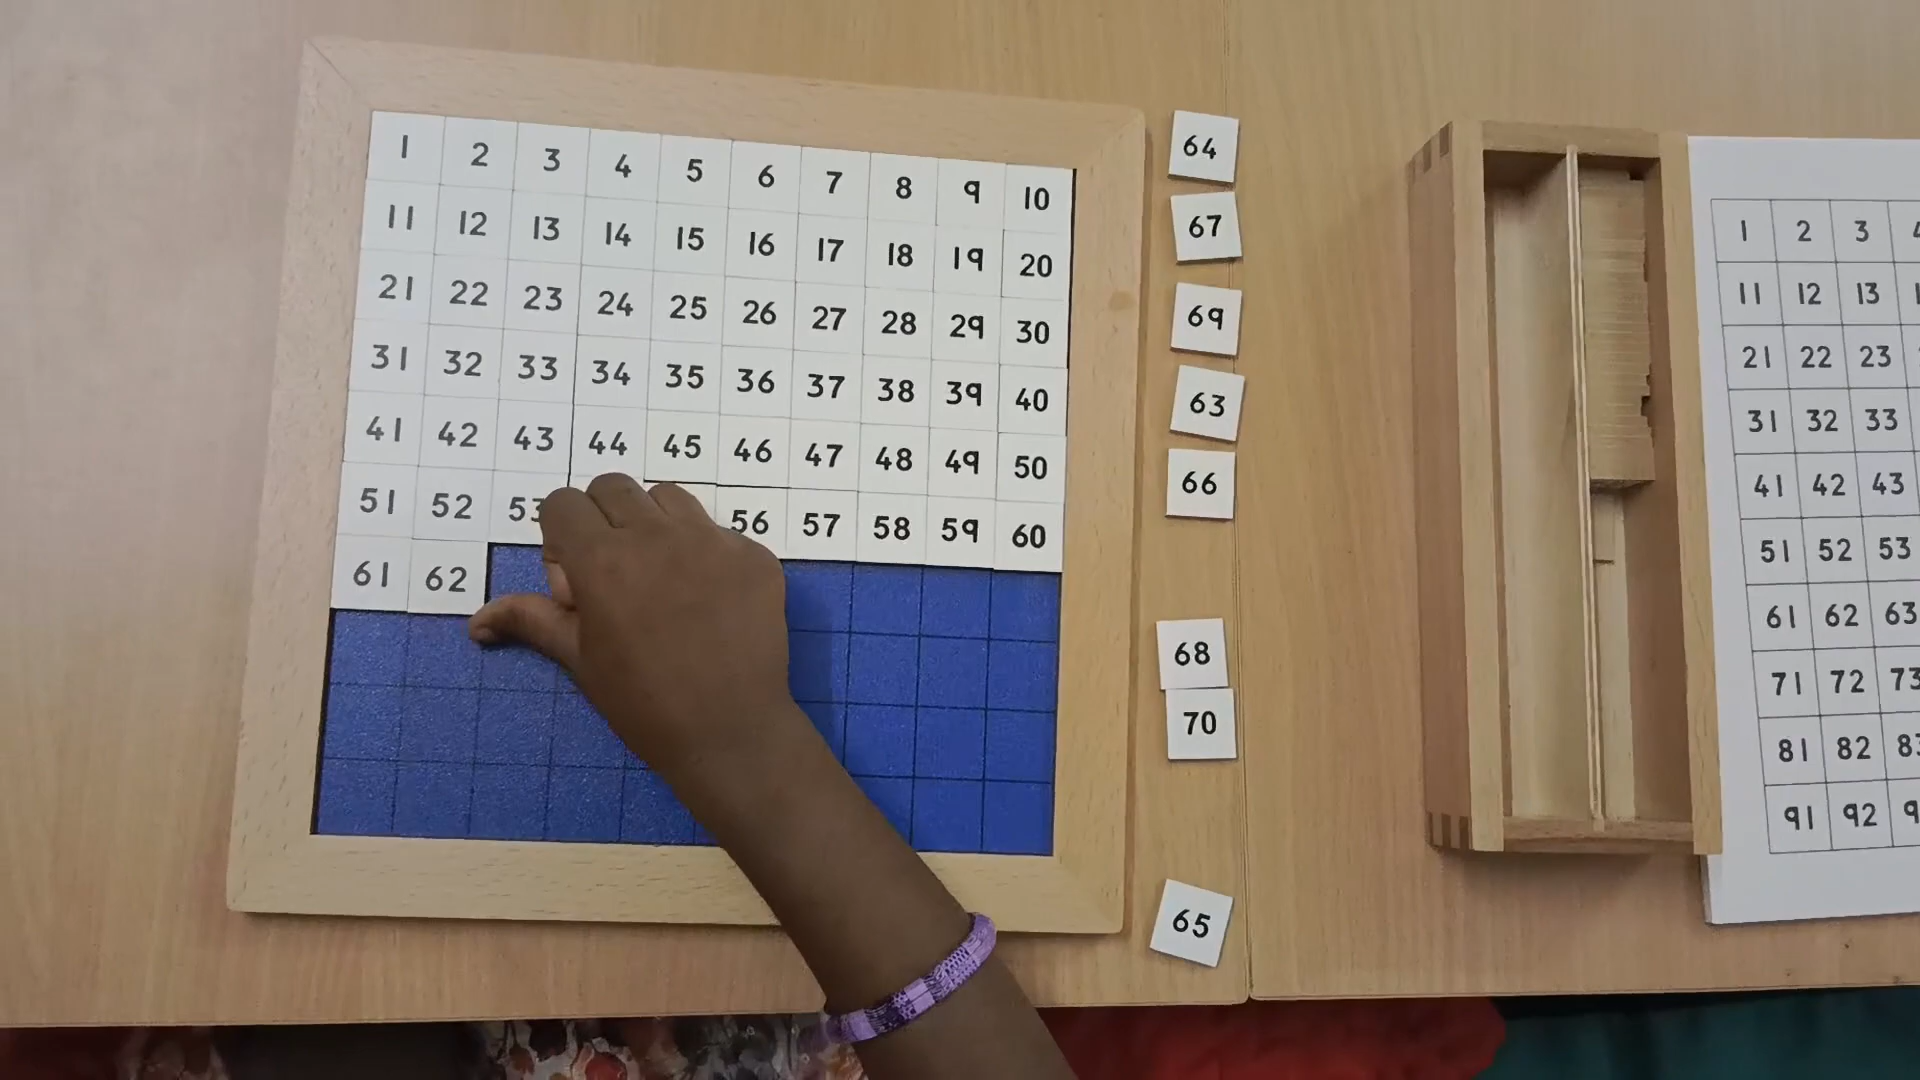 1 2 3 4 5 6 7 8 9 10
11 12 13 14 15 16 17 18 19 20
21 22 23 24 25 26 27 28 29 30
31 32 33 34 35 36 37 38 39 40
41 42 43 44 45 46 47 48 49 50
51 52 53 56 57 58 59 60
61 62
64
67
69
63
66
68
70
65
1 2 3
11 12 13
21 22 23
31 32 33
41 42 43
51 52 53
61 62 63
71 72 73
81 82
91 92